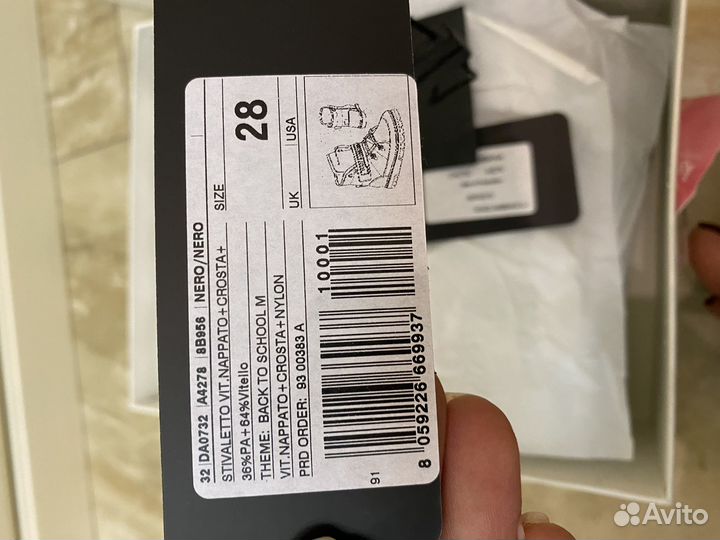 32 DA0732 A4278 8B956 NERO/NERO
STIVALETTO VIT.NAPPATO+CROSTA+
36%PA+64%Vitello
THEME: BACK TO SCHOOL M
VIT.NAPPATO+CROSTA+NYLON
PRD ORDER: 93 00383 A
SIZE
28
UK
USA
10001
91
8 059226 669937
Avito